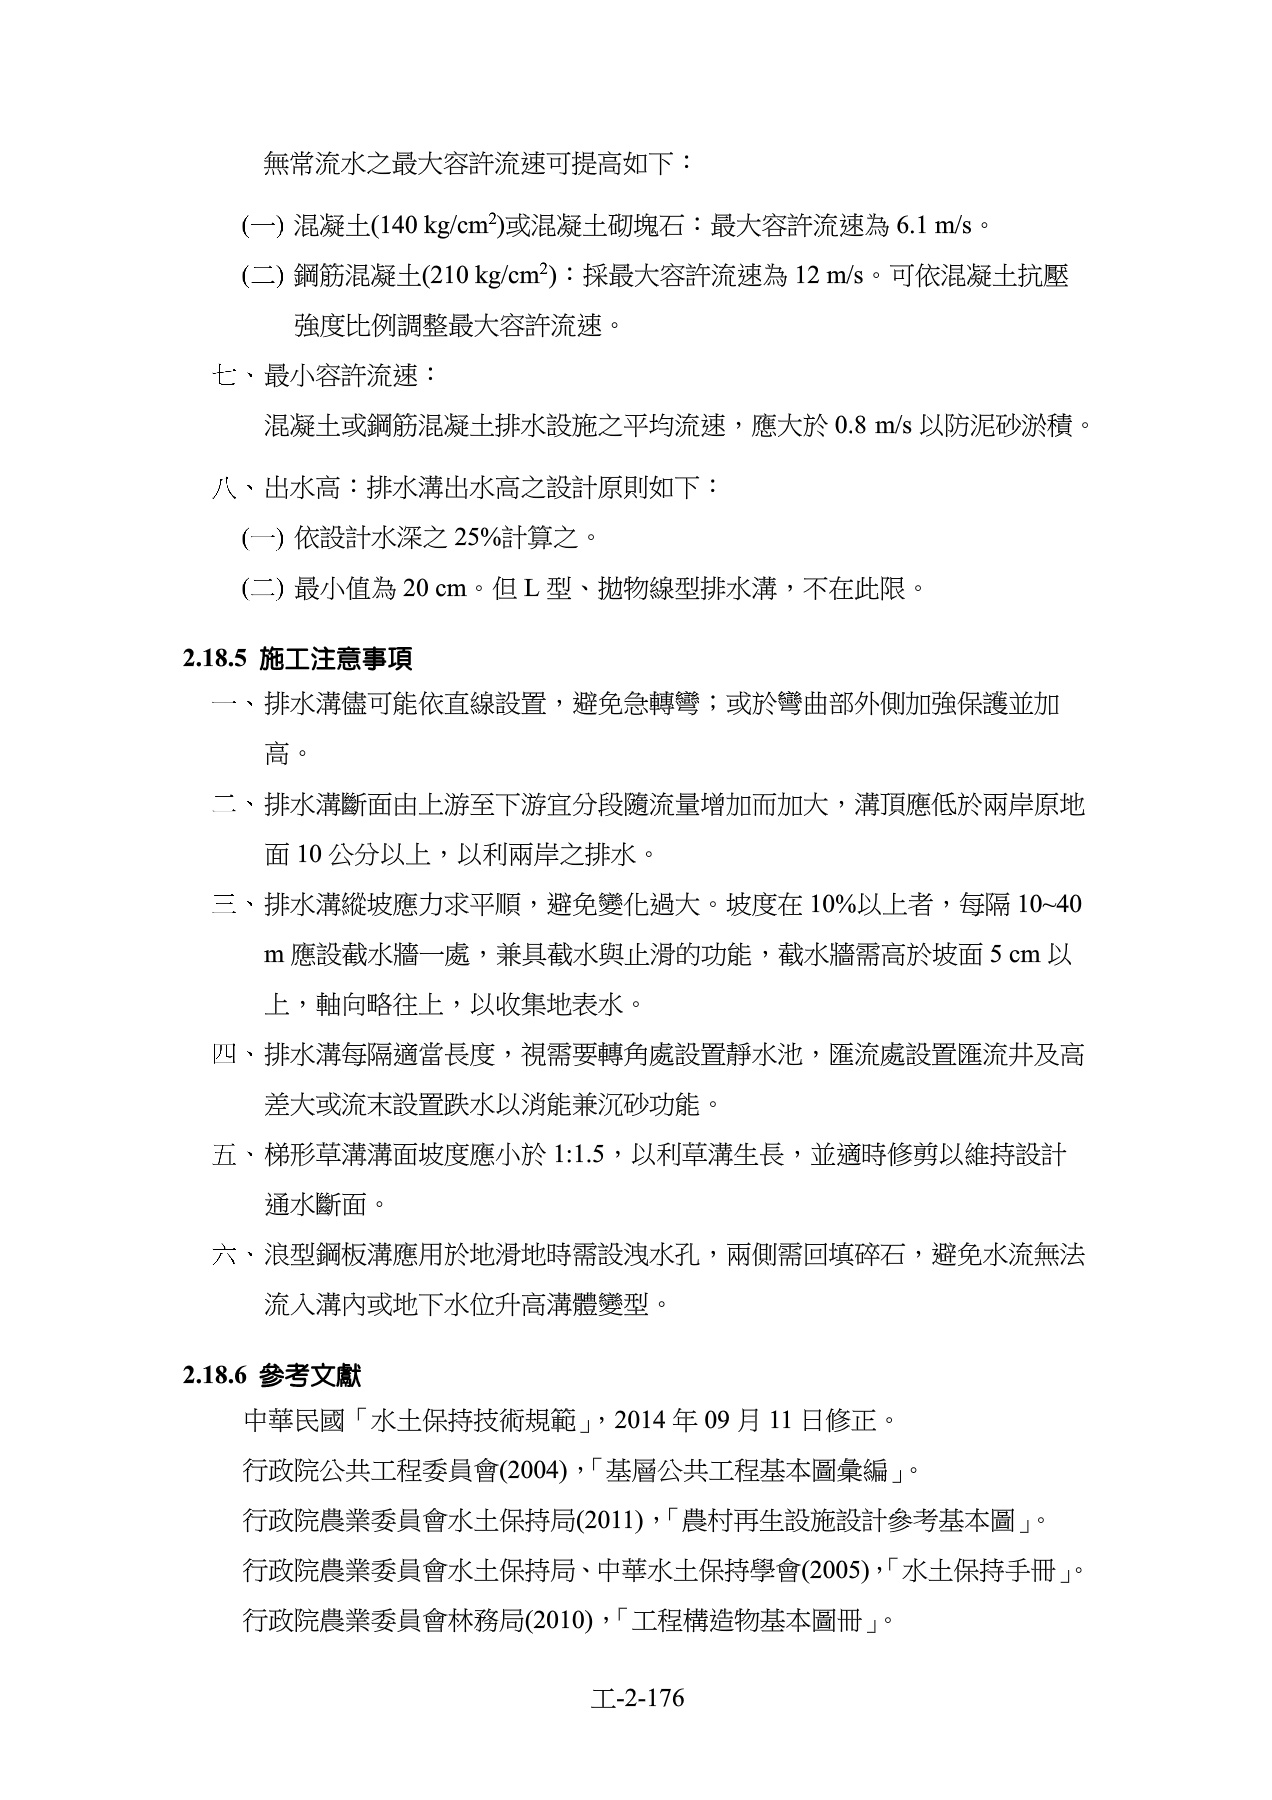 無常流水之最大容許流速可提高如下：
(一) 混凝土(140 kg/cm²)或混凝土砌塊石：最大容許流速為 6.1 m/s。
(二) 鋼筋混凝土(210 kg/cm²)：採最大容許流速為 12 m/s。可依混凝土抗壓
強度比例調整最大容許流速。
七、最小容許流速：
混凝土或鋼筋混凝土排水設施之平均流速，應大於 0.8 m/s 以防泥砂淤積。
八、出水高：排水溝出水高之設計原則如下：
(一) 依設計水深之 25%計算之。
(二) 最小值為 20 cm。但 L 型、拋物線型排水溝，不在此限。
2.18.5 施工注意事項
一、排水溝儘可能依直線設置，避免急轉彎；或於彎曲部外側加強保護並加
高。
二、排水溝斷面由上游至下游宜分段隨流量增加而加大，溝頂應低於兩岸原地
面 10 公分以上，以利兩岸之排水。
三、排水溝縱坡應力求平順，避免變化過大。坡度在 10%以上者，每隔 10~40
m 應設截水牆一處，兼具截水與止滑的功能，截水牆需高於坡面 5 cm 以
上，軸向略往上，以收集地表水。
四、排水溝每隔適當長度，視需要轉角處設置靜水池，匯流處設置匯流井及高
差大或流末設置跌水以消能兼沉砂功能。
五、梯形草溝溝面坡度應小於 1:1.5，以利草溝生長，並適時修剪以維持設計
通水斷面。
六、浪型鋼板溝應用於地滑地時需設洩水孔，兩側需回填碎石，避免水流無法
流入溝內或地下水位升高溝體變型。
2.18.6 參考文獻
中華民國「水土保持技術規範」，2014 年 09 月 11 日修正。
行政院公共工程委員會(2004)，「基層公共工程基本圖彙編」。
行政院農業委員會水土保持局(2011)，「農村再生設施設計參考基本圖」。
行政院農業委員會水土保持局、中華水土保持學會(2005)，「水土保持手冊」。
行政院農業委員會林務局(2010)，「工程構造物基本圖冊」。
工-2-176